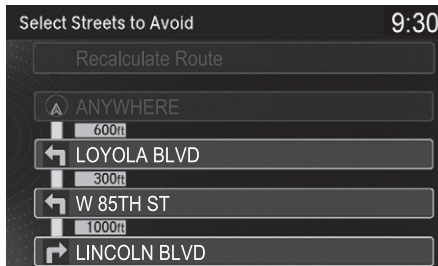 Select Streets to Avoid 9:30
Recalculate Route
ANYWHERE
600ft
LOYOLA BLVD
300ft
W 85TH ST
1000ft
LINCOLN BLVD